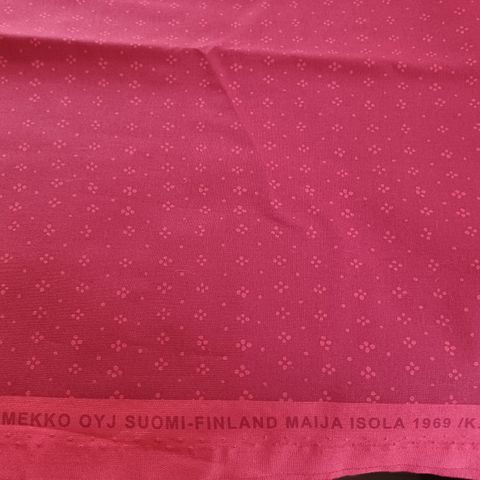 MEKKO OYJ SUOMI-FINLAND MAIJA ISOLA 1969 /K.